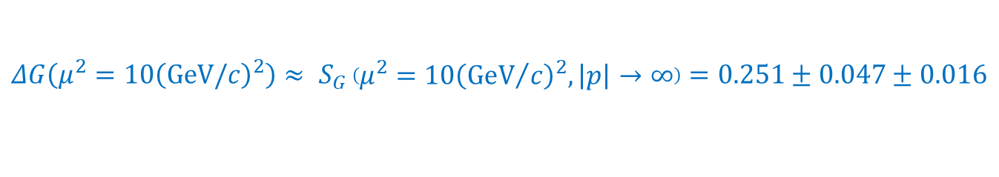 ΔG(μ² = 10(GeV/c)²) ≈ S_G (μ² = 10(GeV/c)², |p| → ∞) = 0.251 ± 0.047 ± 0.016